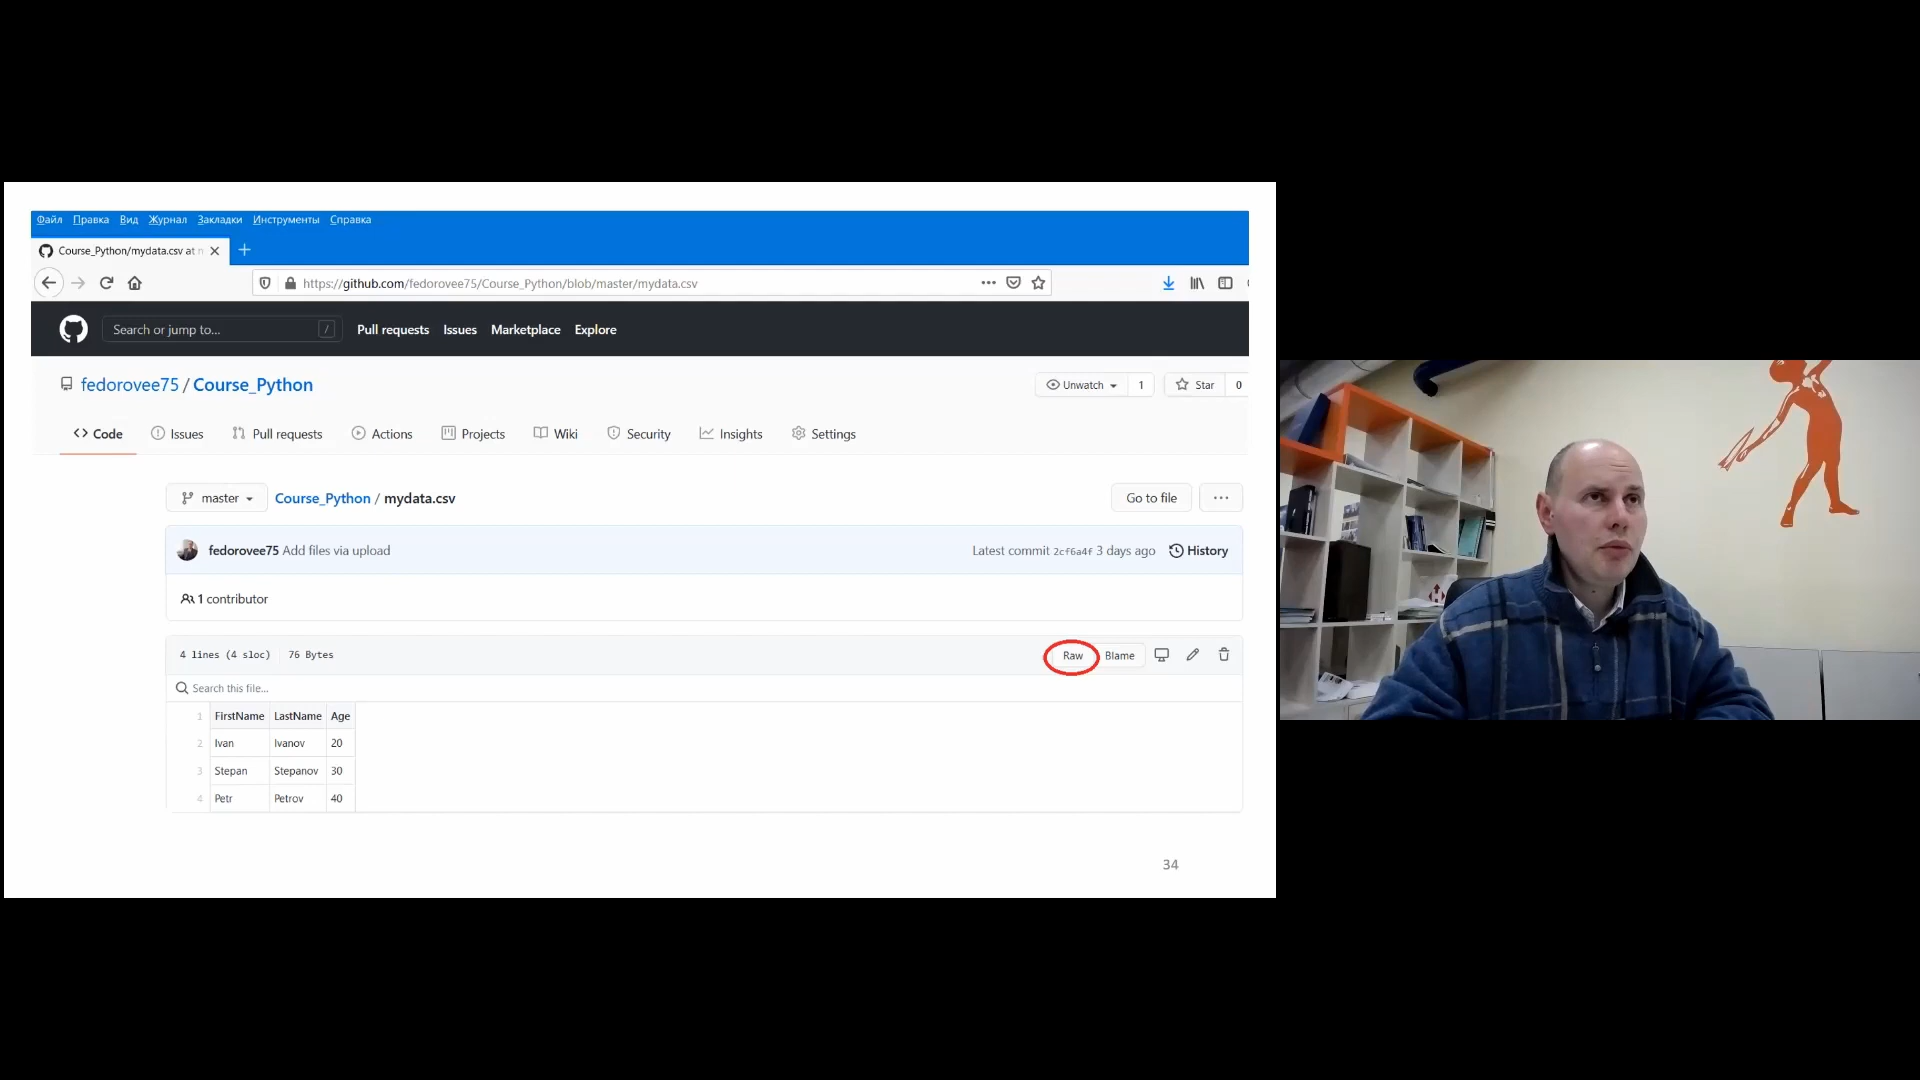 Файл Правка Вид Журнал Закладки Инструменты Справка
Course_Python/mydata.csv at
https://github.com/fedorovee75/Course_Python/blob/master/mydata.csv
Search or jump to... / Pull requests Issues Marketplace Explore
fedorovee75 / Course_Python Unwatch 1 Star 0
Code Issues Pull requests Actions Projects Wiki Security Insights Settings
master Course_Python / mydata.csv Go to file ...
fedorovee75 Add files via upload Latest commit 2cf6a4f 3 days ago History
1 contributor
4 lines (4 sloc) 76 Bytes Raw Blame
Search this file...
1 FirstName LastName Age
2 Ivan Ivanov 20
3 Stepan Stepanov 30
4 Petr Petrov 40
34